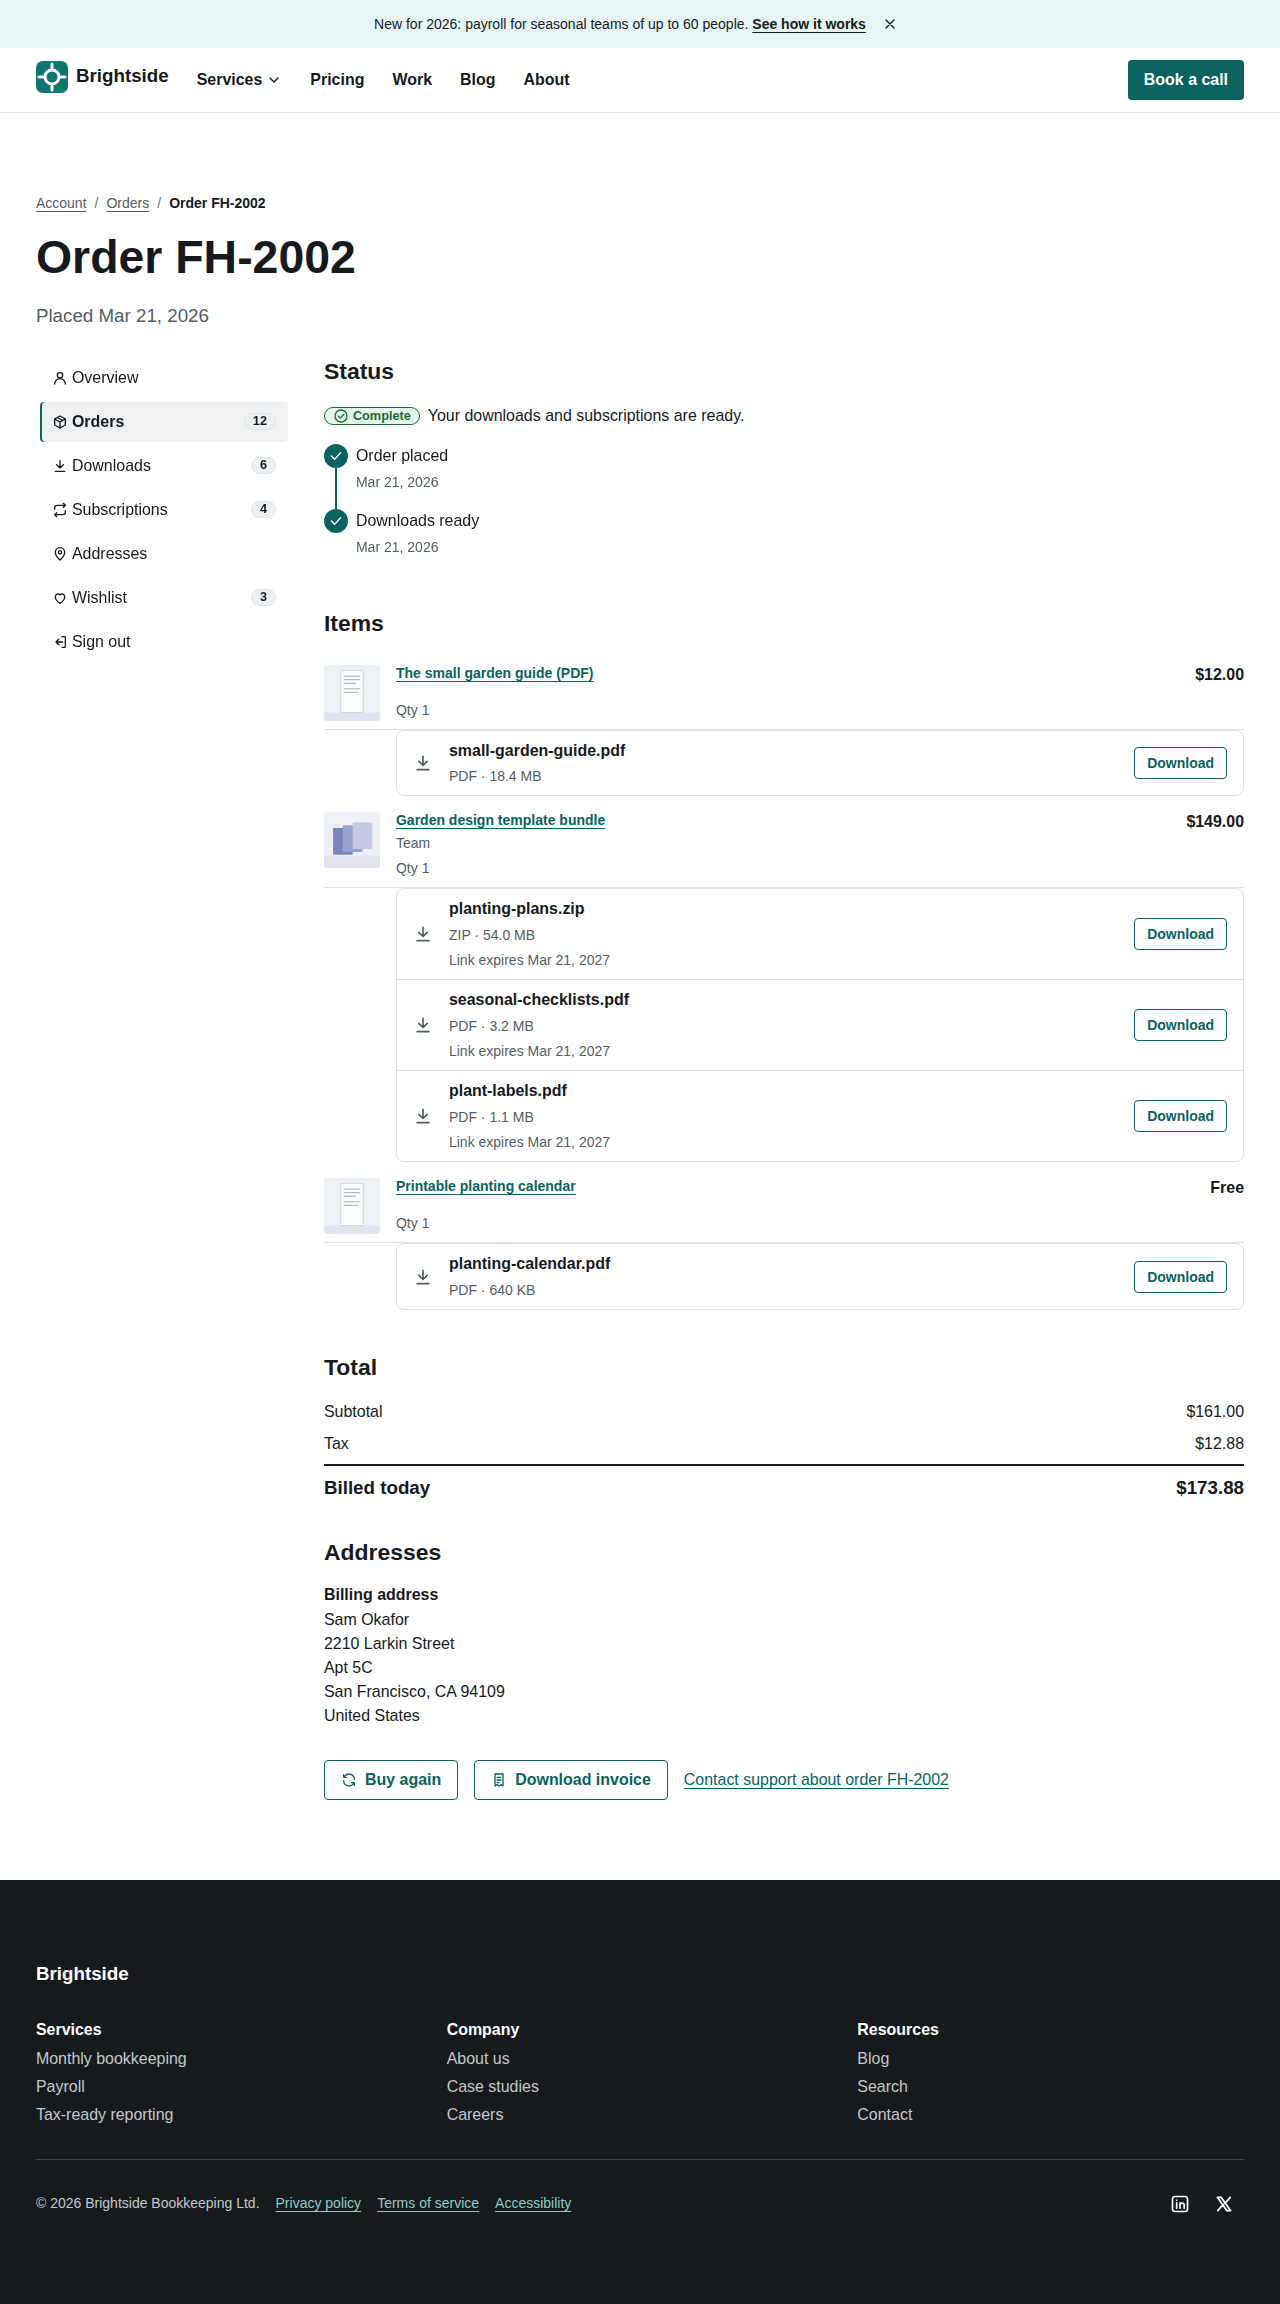 New for 2026: payroll for seasonal teams of up to 60 people. See how it works
Brightside
Services
Pricing
Work
Blog
About
Book a call
Account / Orders / Order FH-2002
Order FH-2002
Placed Mar 21, 2026
Overview
Orders 12
Downloads 6
Subscriptions 4
Addresses
Wishlist 3
Sign out
Status
Complete Your downloads and subscriptions are ready.
Order placed
Mar 21, 2026
Downloads ready
Mar 21, 2026
Items
The small garden guide (PDF) $12.00
Qty 1
small-garden-guide.pdf
PDF · 18.4 MB
Download
Garden design template bundle $149.00
Team
Qty 1
planting-plans.zip
ZIP · 54.0 MB
Link expires Mar 21, 2027
Download
seasonal-checklists.pdf
PDF · 3.2 MB
Link expires Mar 21, 2027
Download
plant-labels.pdf
PDF · 1.1 MB
Link expires Mar 21, 2027
Download
Printable planting calendar Free
Qty 1
planting-calendar.pdf
PDF · 640 KB
Download
Total
Subtotal $161.00
Tax $12.88
Billed today $173.88
Addresses
Billing address
Sam Okafor
2210 Larkin Street
Apt 5C
San Francisco, CA 94109
United States
Buy again
Download invoice
Contact support about order FH-2002
Brightside
Services
Monthly bookkeeping
Payroll
Tax-ready reporting
Company
About us
Case studies
Careers
Resources
Blog
Search
Contact
© 2026 Brightside Bookkeeping Ltd. Privacy policy Terms of service Accessibility